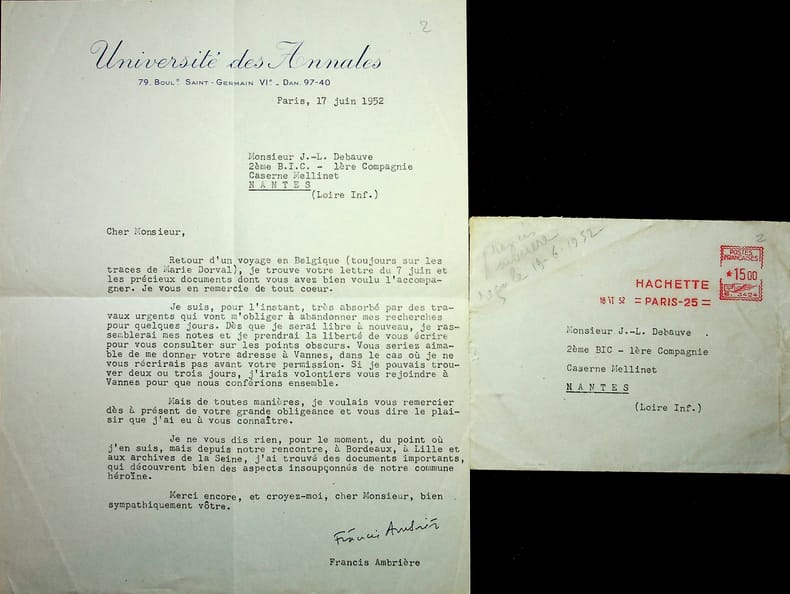 2
Université des Annales
79. Boulᵈ Saint-Germain VIᵉ - Dan. 97-40
Paris, 17 juin 1952
Monsieur J.-L. Debauve
2ème B.I.C. - 1ère Compagnie
Caserne Mellinet
N A N T E S
(Loire Inf.)
Cher Monsieur,
Retour d'un voyage en Belgique (toujours sur les
traces de Marie Dorval), je trouve votre lettre du 7 juin et
les précieux documents dont vous avez bien voulu l'accompa-
gner. Je vous en remercie de tout coeur.
Je suis, pour l'instant, très absorbé par des tra-
vaux urgents qui vont m'obliger à abandonner mes recherches
pour quelques jours. Dès que je serai libre à nouveau, je ras-
semblerai mes notes et je prendrai la liberté de vous écrire
pour vous consulter sur les points obscurs. Vous seriez aima-
ble de me donner votre adresse à Vannes, dans le cas où je ne
vous récrirais pas avant votre permission. Si je pouvais trou-
ver deux ou trois jours, j'irais volontiers vous rejoindre à
Vannes pour que nous conférions ensemble.
Mais de toutes manières, je voulais vous remercier
dès à présent de votre grande obligeance et vous dire le plai-
sir que j'ai eu à vous connaître.
Je ne vous dis rien, pour le moment, du point où
j'en suis, mais depuis notre rencontre, à Bordeaux, à Lille et
aux archives de la Seine, j'ai trouvé des documents importants,
qui découvrent bien des aspects insoupçonnés de notre commune
héroïne.
Merci encore, et croyez-moi, cher Monsieur, bien
sympathiquement vôtre.
Francis Ambrière
Francis Ambrière
le 19.6.1952
2
POSTES
FRANÇAISES
*1500
HACHETTE
18 VI 52 = PARIS-25 =
Monsieur J.-L. Debauve
2ème BIC - 1ère Compagnie
Caserne Mellinet
N A N T E S
(Loire Inf.)